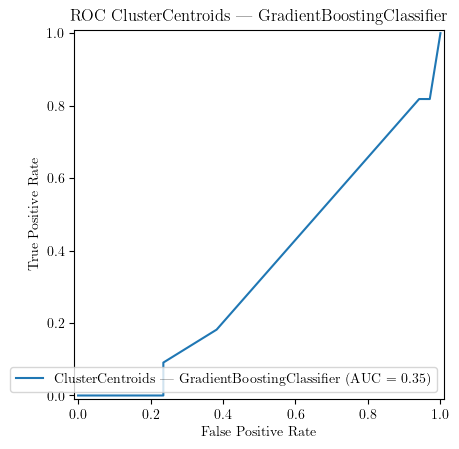 ROC ClusterCentroids — GradientBoostingClassifier
1.0
0.8
0.6
0.4
0.2
0.0
True Positive Rate
ClusterCentroids — GradientBoostingClassifier (AUC = 0.35)
0.0 0.2 0.4 0.6 0.8 1.0
False Positive Rate